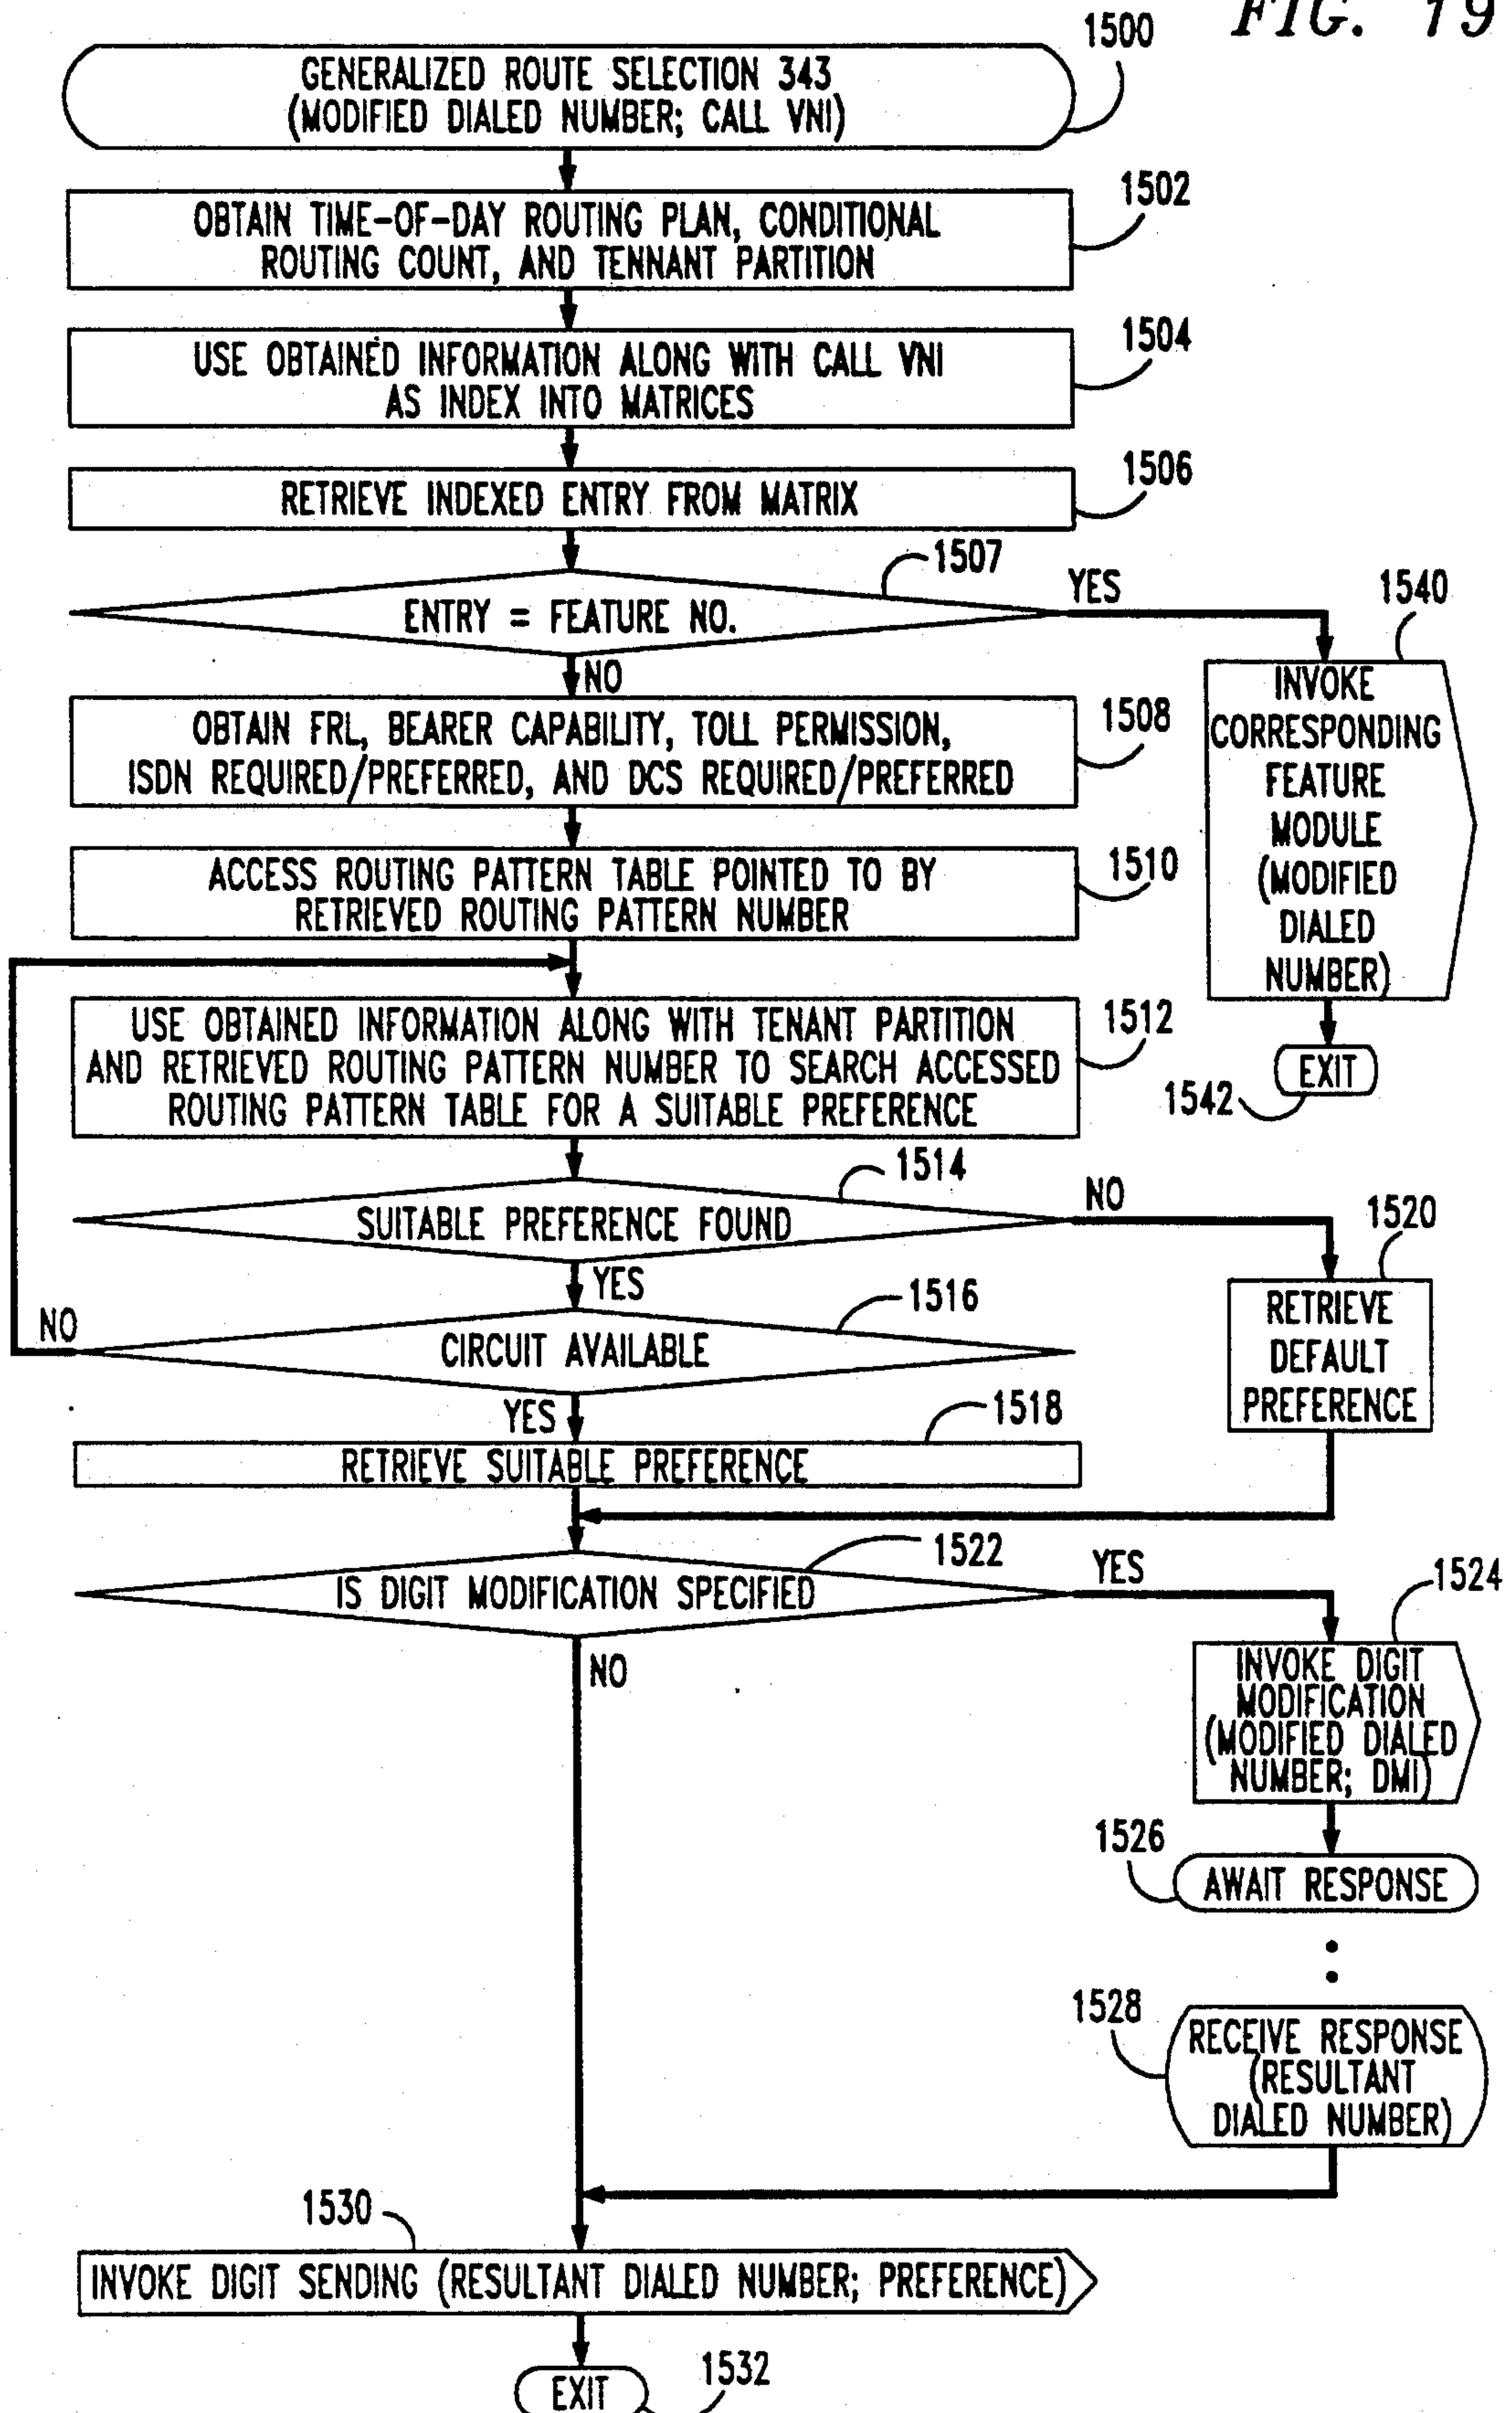 FIG. 19
1500
GENERALIZED ROUTE SELECTION 343
(MODIFIED DIALED NUMBER; CALL VNI)
1502
OBTAIN TIME-OF-DAY ROUTING PLAN, CONDITIONAL
ROUTING COUNT, AND TENNANT PARTITION
1504
USE OBTAINED INFORMATION ALONG WITH CALL VNI
AS INDEX INTO MATRICES
1506
RETRIEVE INDEXED ENTRY FROM MATRIX
1507
ENTRY = FEATURE NO.
YES
NO
1540
INVOKE
CORRESPONDING
FEATURE
MODULE
(MODIFIED
DIALED
NUMBER)
EXIT
1542
1508
OBTAIN FRL, BEARER CAPABILITY, TOLL PERMISSION,
ISDN REQUIRED/PREFERRED, AND DCS REQUIRED/PREFERRED
1510
ACCESS ROUTING PATTERN TABLE POINTED TO BY
RETRIEVED ROUTING PATTERN NUMBER
1512
USE OBTAINED INFORMATION ALONG WITH TENANT PARTITION
AND RETRIEVED ROUTING PATTERN NUMBER TO SEARCH ACCESSED
ROUTING PATTERN TABLE FOR A SUITABLE PREFERENCE
1514
SUITABLE PREFERENCE FOUND
NO
YES
1520
RETRIEVE
DEFAULT
PREFERENCE
1516
CIRCUIT AVAILABLE
NO
YES
1518
RETRIEVE SUITABLE PREFERENCE
1522
IS DIGIT MODIFICATION SPECIFIED
YES
NO
1524
INVOKE DIGIT
MODIFICATION
(MODIFIED DIALED
NUMBER; DMI)
1526
AWAIT RESPONSE
1528
RECEIVE RESPONSE
(RESULTANT
DIALED NUMBER)
1530
INVOKE DIGIT SENDING (RESULTANT DIALED NUMBER; PREFERENCE)
EXIT
1532